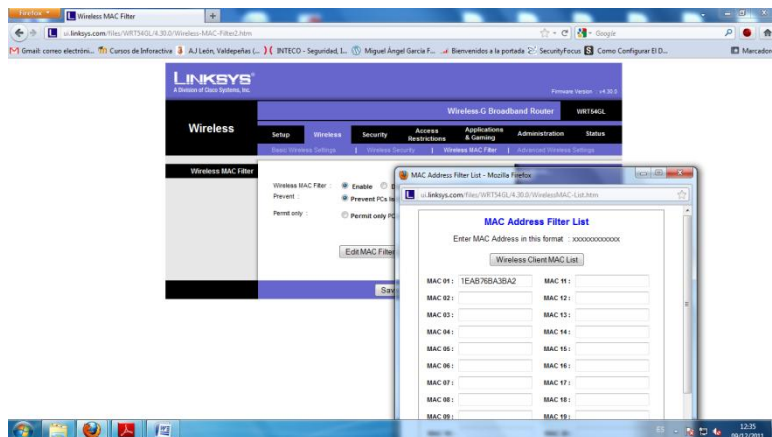 Firefox
Wireless MAC Filter
ui.linksys.com/files/WRT54GL/4.30.0/Wireless-MAC-Filter2.htm
Google
Gmail: correo electróni...
Cursos de Inforactiva
AJ León, Valdepeñas (...
INTECO - Seguridad, I...
Miguel Ángel García F...
Bienvenidos a la portada
SecurityFocus
Como Configurar El D...
Marcador
LINKSYS®
A Division of Cisco Systems, Inc.
Firmware Version : v4.30.0
Wireless-G Broadband Router
WRT54GL
Wireless
Setup
Wireless
Security
Access Restrictions
Applications & Gaming
Administration
Status
Basic Wireless Settings
Wireless Security
Wireless MAC Filter
Advanced Wireless Settings
Wireless MAC Filter
Wireless MAC Filter :
Enable
Prevent :
Prevent PCs
Permit only :
Permit only
Edit MAC Filter
MAC Address Filter List - Mozilla Firefox
ui.linksys.com/files/WRT54GL/4.30.0/WirelessMAC-List.htm
MAC Address Filter List
Enter MAC Address in this format : xxxxxxxxxxxx
Wireless Client MAC List
MAC 01 : 1EAB76BA3BA2 MAC 11 :
MAC 02 : MAC 12 :
MAC 03 : MAC 13 :
MAC 04 : MAC 14 :
MAC 05 : MAC 15 :
MAC 06 : MAC 16 :
MAC 07 : MAC 17 :
MAC 08 : MAC 18 :
MAC 09 : MAC 19 :
ES
12:35
09/12/2011